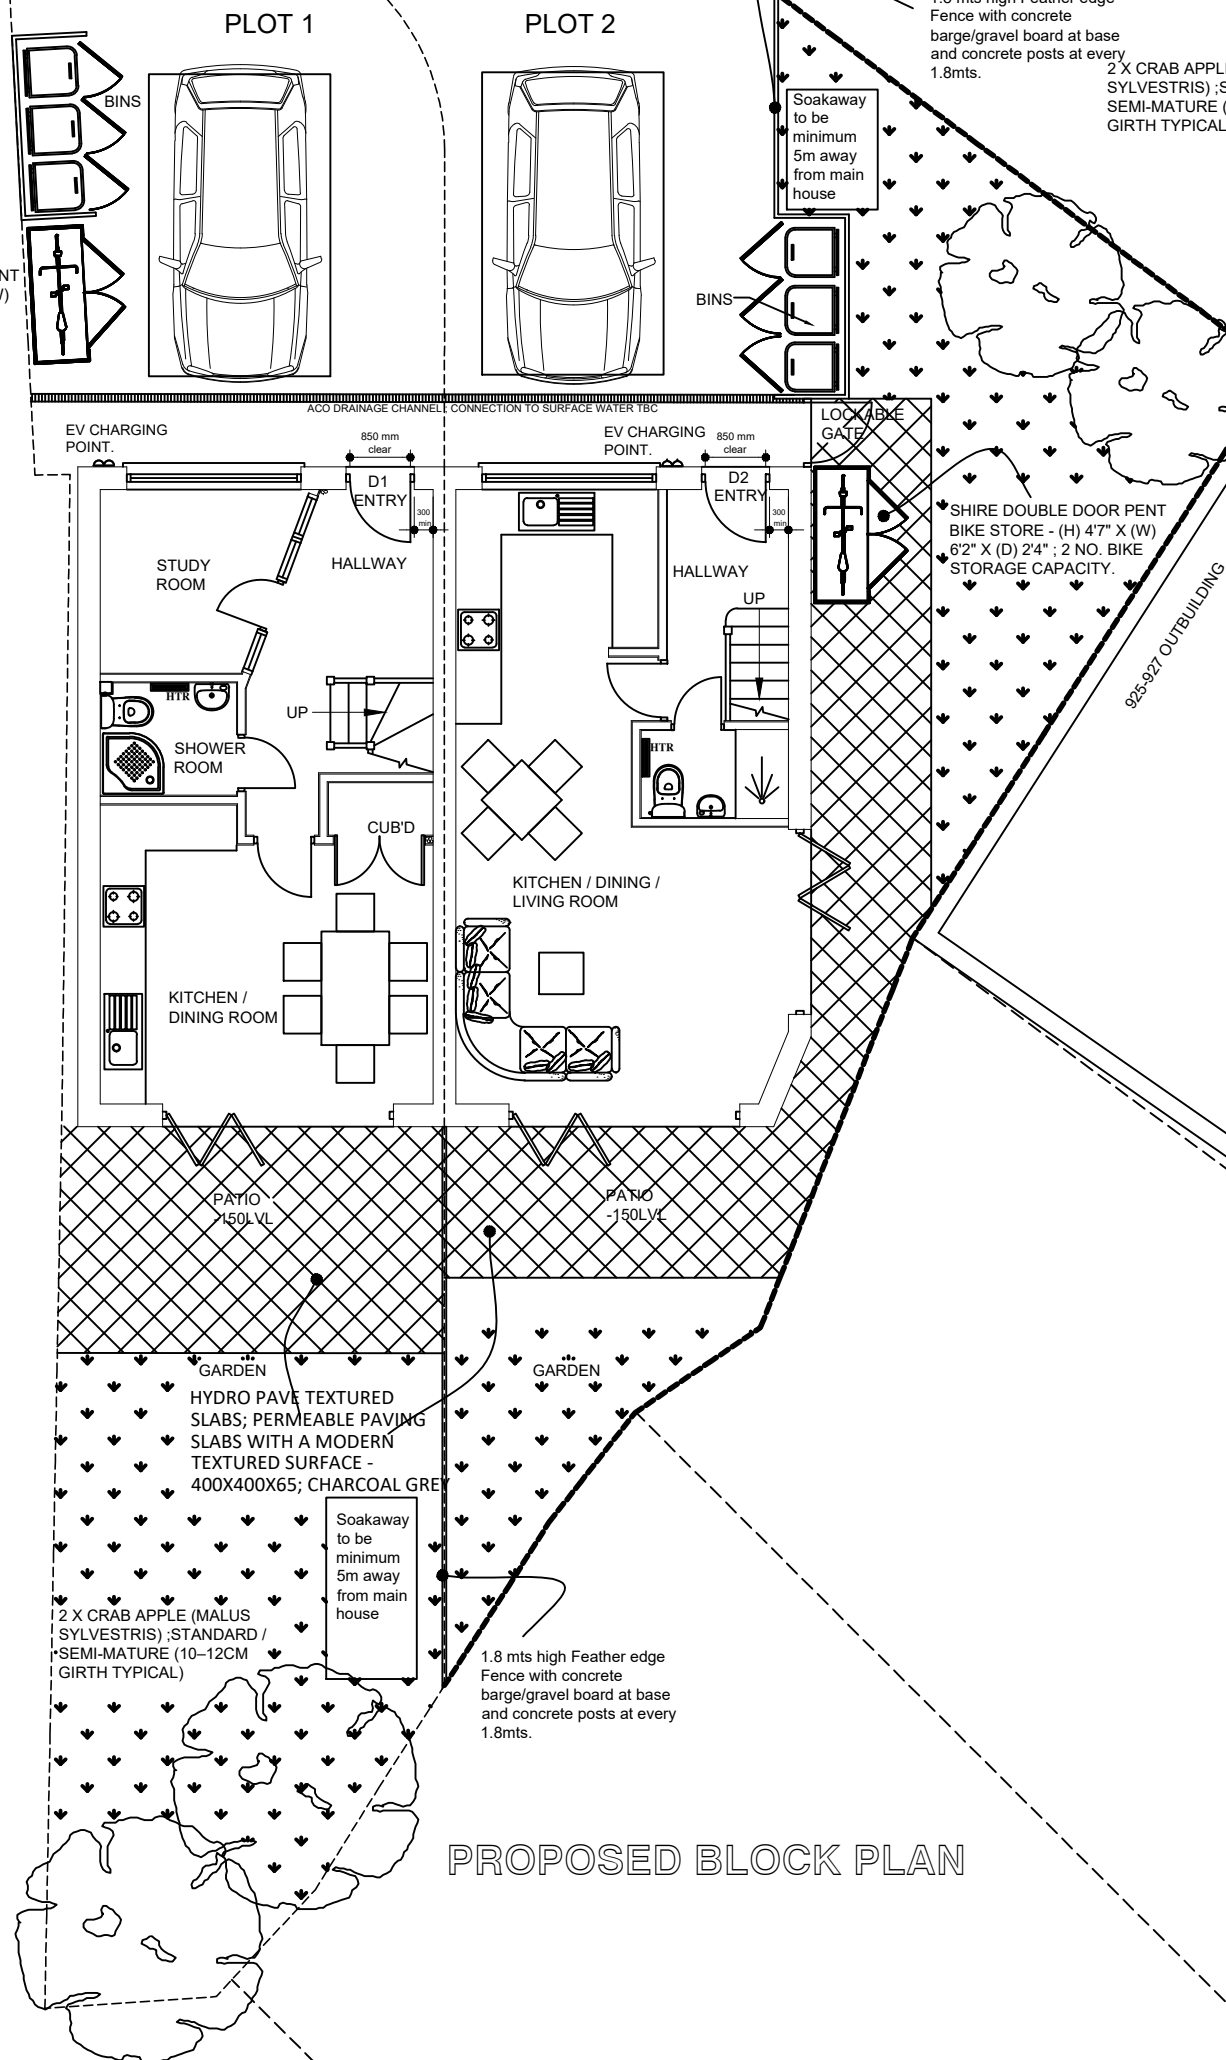 PLOT 1
PLOT 2
1.8 mts high Feather edge
Fence with concrete
barge/gravel board at base
and concrete posts at every
1.8mts.
2 X CRAB APPL
SYLVESTRIS) ;S
SEMI-MATURE (
GIRTH TYPICAL
BINS
Soakaway
to be
minimum
5m away
from main
house
NT
BINS
ACO DRAINAGE CHANNEL; CONNECTION TO SURFACE WATER TBC
LOCKABLE
GATE
EV CHARGING
POINT.
850 mm
clear
EV CHARGING
POINT.
850 mm
clear
D1
ENTRY
D2
ENTRY
300
min
300
min
SHIRE DOUBLE DOOR PENT
BIKE STORE - (H) 4'7" X (W)
6'2" X (D) 2'4" ; 2 NO. BIKE
STORAGE CAPACITY.
STUDY
ROOM
HALLWAY
HALLWAY
UP
925-927 OUTBUILDING
HTR
UP
SHOWER
ROOM
HTR
CUB'D
KITCHEN / DINING /
LIVING ROOM
KITCHEN /
DINING ROOM
PATIO
-150LVL
PATIO
-150LVL
GARDEN
GARDEN
HYDRO PAVE TEXTURED
SLABS; PERMEABLE PAVING
SLABS WITH A MODERN
TEXTURED SURFACE -
400X400X65; CHARCOAL GREY
Soakaway
to be
minimum
5m away
from main
house
2 X CRAB APPLE (MALUS
SYLVESTRIS) ;STANDARD /
SEMI-MATURE (10–12CM
GIRTH TYPICAL)
1.8 mts high Feather edge
Fence with concrete
barge/gravel board at base
and concrete posts at every
1.8mts.
PROPOSED BLOCK PLAN